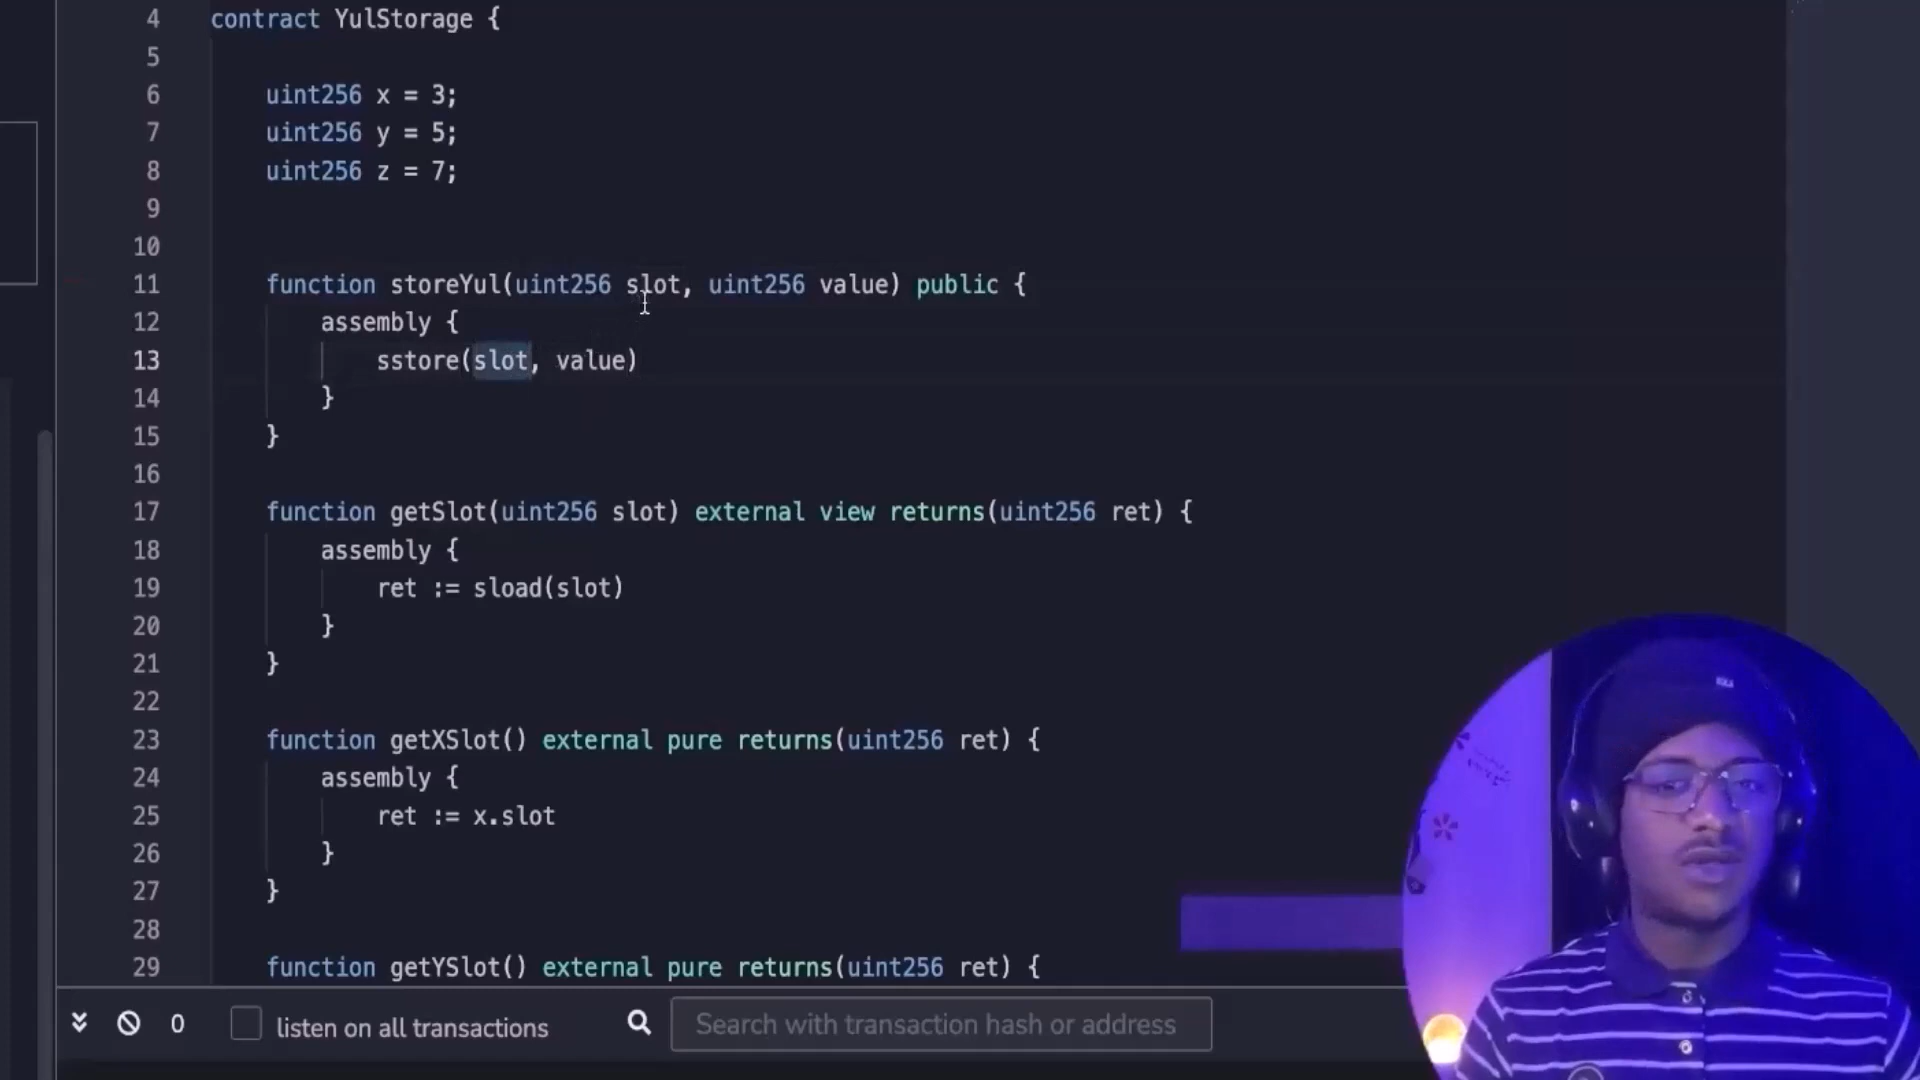 4 contract YulStorage {
5
6 uint256 x = 3;
7 uint256 y = 5;
8 uint256 z = 7;
9
10
11 function storeYul(uint256 slot, uint256 value) public {
12 assembly {
13 sstore(slot, value)
14 }
15 }
16
17 function getSlot(uint256 slot) external view returns(uint256 ret) {
18 assembly {
19 ret := sload(slot)
20 }
21 }
22
23 function getXSlot() external pure returns(uint256 ret) {
24 assembly {
25 ret := x.slot
26 }
27 }
28
29 function getYSlot() external pure returns(uint256 ret) {
0 listen on all transactions Search with transaction hash or address